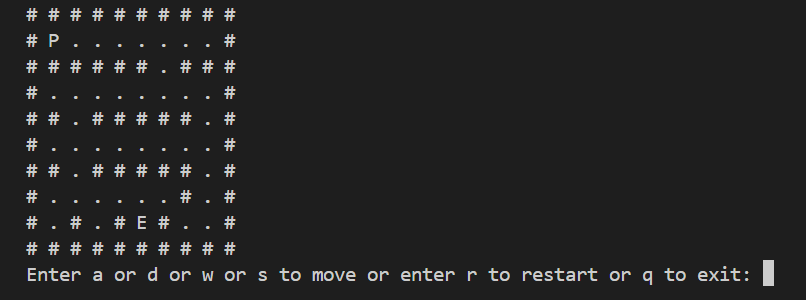 # # # # # # # # # #
# P . . . . . . . #
# # # # # # . # # #
# . . . . . . . . #
# # . # # # # # . #
# . . . . . . . . #
# # . # # # # # . #
# . . . . . . # . #
# . # . # E # . . #
# # # # # # # # # #
Enter a or d or w or s to move or enter r to restart or q to exit: